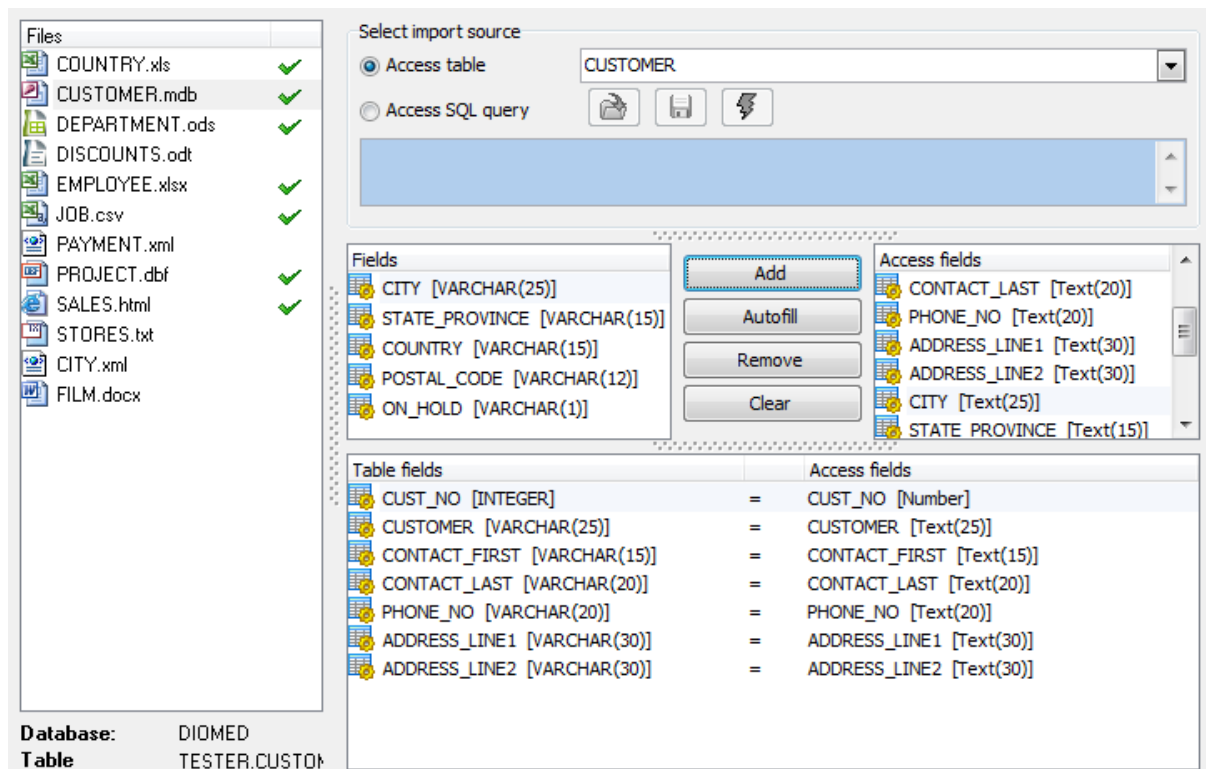 Files
COUNTRY.xls
CUSTOMER.mdb
DEPARTMENT.ods
DISCOUNTS.odt
EMPLOYEE.xlsx
JOB.csv
PAYMENT.xml
PROJECT.dbf
SALES.html
STORES.txt
CITY.xml
FILM.docx
Database: DIOMED
Table TESTER.CUSTOM
Select import source
Access table CUSTOMER
Access SQL query
Fields
CITY [VARCHAR(25)]
STATE_PROVINCE [VARCHAR(15)]
COUNTRY [VARCHAR(15)]
POSTAL_CODE [VARCHAR(12)]
ON_HOLD [VARCHAR(1)]
Add
Autofill
Remove
Clear
Access fields
CONTACT_LAST [Text(20)]
PHONE_NO [Text(20)]
ADDRESS_LINE1 [Text(30)]
ADDRESS_LINE2 [Text(30)]
CITY [Text(25)]
STATE_PROVINCE [Text(15)]
Table fields Access fields
CUST_NO [INTEGER] = CUST_NO [Number]
CUSTOMER [VARCHAR(25)] = CUSTOMER [Text(25)]
CONTACT_FIRST [VARCHAR(15)] = CONTACT_FIRST [Text(15)]
CONTACT_LAST [VARCHAR(20)] = CONTACT_LAST [Text(20)]
PHONE_NO [VARCHAR(20)] = PHONE_NO [Text(20)]
ADDRESS_LINE1 [VARCHAR(30)] = ADDRESS_LINE1 [Text(30)]
ADDRESS_LINE2 [VARCHAR(30)] = ADDRESS_LINE2 [Text(30)]